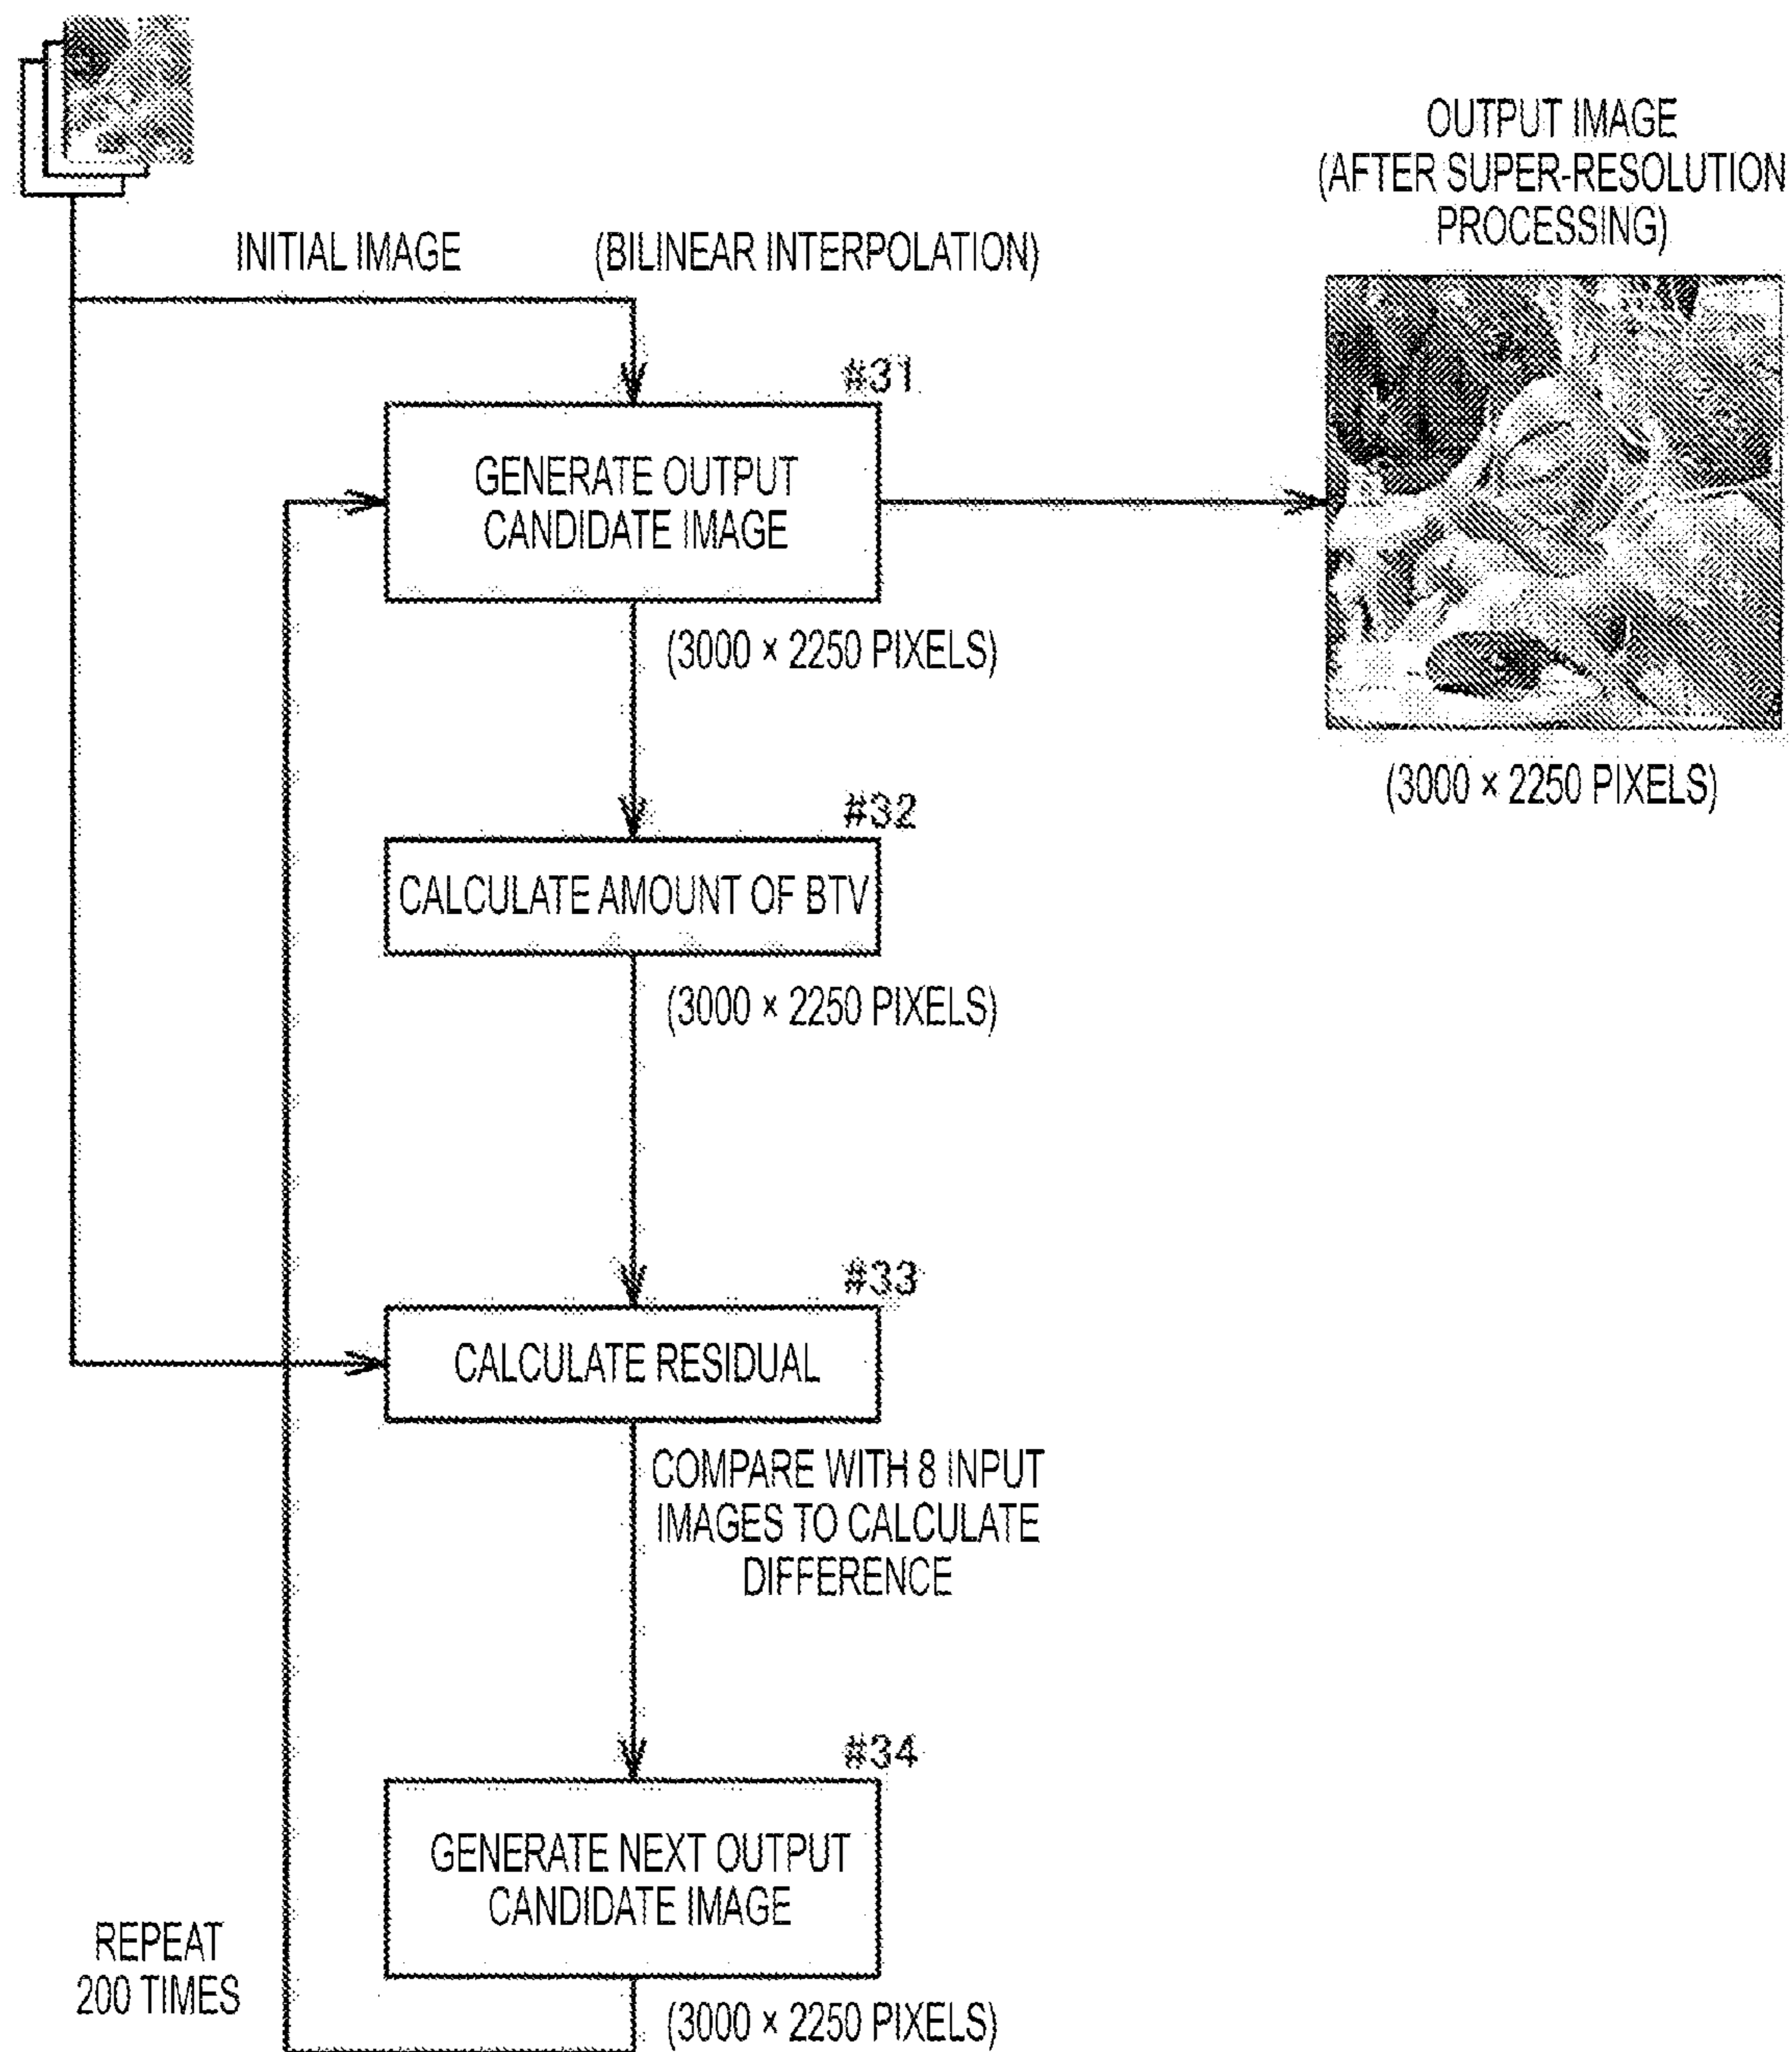 OUTPUT IMAGE
(AFTER SUPER-RESOLUTION
PROCESSING)
INITIAL IMAGE
(BILINEAR INTERPOLATION)
#31
GENERATE OUTPUT
CANDIDATE IMAGE
(3000 × 2250 PIXELS)
(3000 × 2250 PIXELS)
#32
CALCULATE AMOUNT OF BTV
(3000 × 2250 PIXELS)
#33
CALCULATE RESIDUAL
COMPARE WITH 8 INPUT
IMAGES TO CALCULATE
DIFFERENCE
#34
GENERATE NEXT OUTPUT
CANDIDATE IMAGE
REPEAT
200 TIMES
(3000 × 2250 PIXELS)